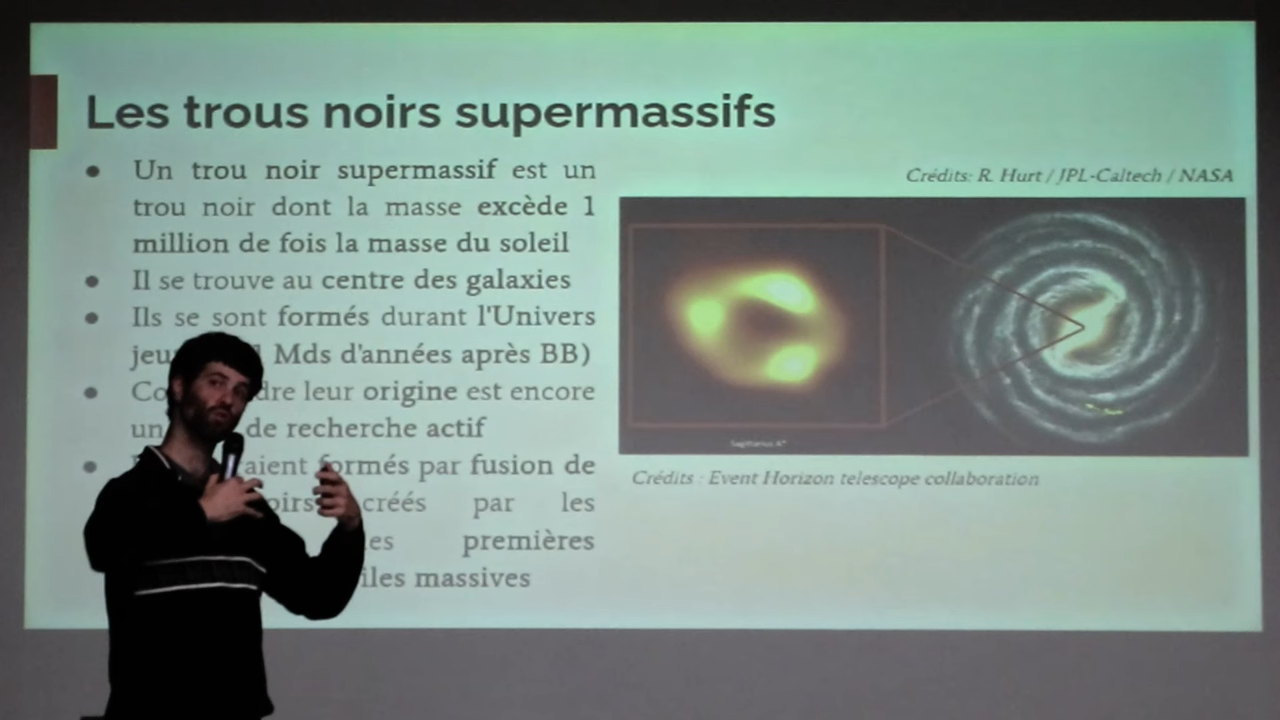 Les trous noirs supermassifs
Un trou noir supermassif est un
trou noir dont la masse excède 1
million de fois la masse du soleil
Il se trouve au centre des galaxies
Ils se sont formés durant l'Univers
Mds d'années après BB)
leur origine est encore
un de recherche actif
formés par fusion de
créés par les
premières
massives
Crédits: R. Hurt / JPL-Caltech / NASA
Sagittarius A*
Crédits : Event Horizon telescope collaboration